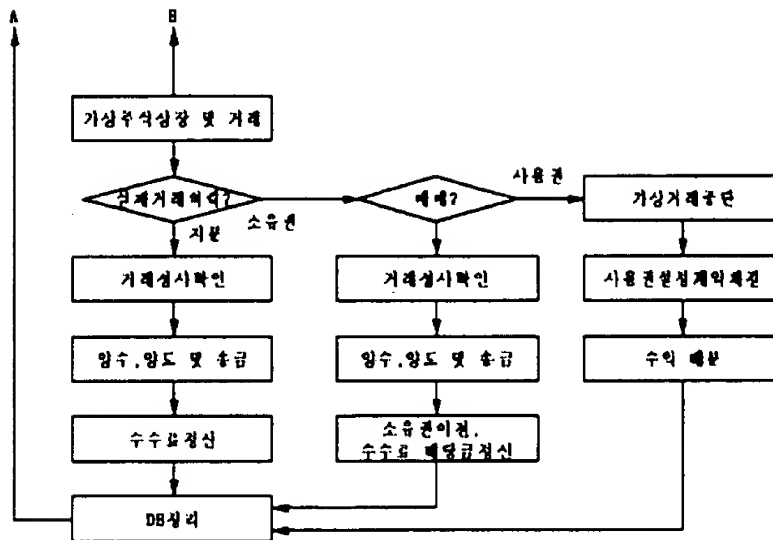 A
B
가상주식상장 및 거래
실제거래의뢰?
매매?
사용권
가상거래중단
소유권
지분
거래성사확인
거래성사확인
사용권설정계약체결
양수,양도 및 송금
양수,양도 및 송금
수익 배분
수수료정산
소유권이전,
수수료 배당금정산
DB정리